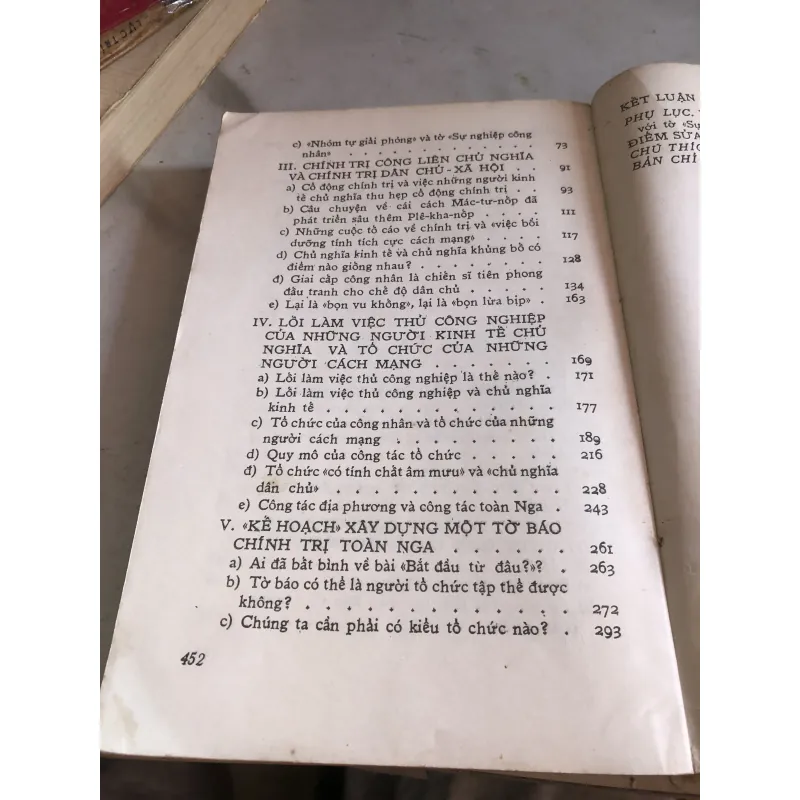 c) «Nhóm tự giải phóng» và tờ «Sự nghiệp công
nhân» . . . . . . . . . . . 73
III. CHÍNH TRỊ CÔNG LIÊN CHỦ NGHĨA
VÀ CHÍNH TRỊ DÂN CHỦ - XÃ HỘI . . 91
a) Cổ động chính trị và việc những người kinh
tế chủ nghĩa thu hẹp cổ động chính trị . 93
b) Câu chuyện về cái cách Mác-tư-nốp đã
phát triển sâu thêm Plê-kha-nốp . . . . 111
c) Những cuộc tố cáo về chính trị và «việc bồi
dưỡng tính tích cực cách mạng» . . . . 117
d) Chủ nghĩa kinh tế và chủ nghĩa khủng bố có
điểm nào giống nhau? . . . . . . . . 128
đ) Giai cấp công nhân là chiến sĩ tiên phong
đấu tranh cho chế độ dân chủ . . . . . 134
e) Lại là «bọn vu khống», lại là «bọn lừa bịp» . 163
IV. LỐI LÀM VIỆC THỦ CÔNG NGHIỆP
CỦA NHỮNG NGƯỜI KINH TẾ CHỦ
NGHĨA VÀ TỔ CHỨC CỦA NHỮNG
NGƯỜI CÁCH MẠNG . . . . . . . 169
a) Lối làm việc thủ công nghiệp là thế nào? . 171
b) Lối làm việc thủ công nghiệp và chủ nghĩa
kinh tế . . . . . . . . . . . . . 177
c) Tổ chức của công nhân và tổ chức của những
người cách mạng . . . . . . . . . 189
d) Quy mô của công tác tổ chức . . . . . 216
đ) Tổ chức «có tính chất âm mưu» và «chủ nghĩa
dân chủ» . . . . . . . . . . . . 228
e) Công tác địa phương và công tác toàn Nga . 243
V. «KẾ HOẠCH» XÂY DỰNG MỘT TỜ BÁO
CHÍNH TRỊ TOÀN NGA . . . . . . 261
a) Ai đã bất bình về bài «Bắt đầu từ đâu?»? . 263
b) Tờ báo có thể là người tổ chức tập thể được
không? . . . . . . . . . . . . . 272
c) Chúng ta cần phải có kiểu tổ chức nào? . 293
452
KẾT LUẬN
PHỤ LỤC.
với tờ «Sự
ĐIỂM SỬA
CHÚ THÍC
BẢN CHỈ